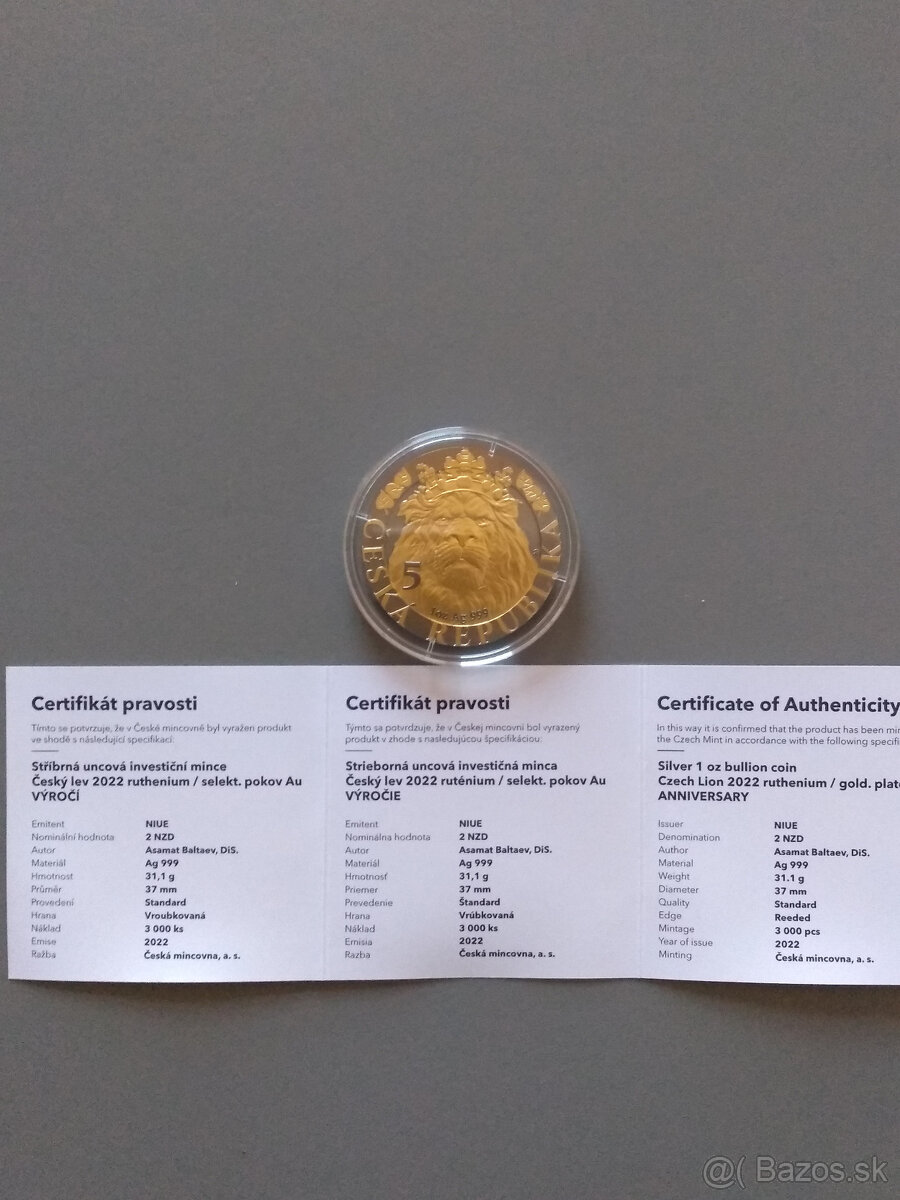 ČESKÁ REPUBLIKA
5
1 oz Ag 999
Certifikát pravosti
Tímto se potvrzuje, že v České mincovně byl vyražen produkt
ve shodě s následující specifikací:
Stříbrná uncová investiční mince
Český lev 2022 ruthenium / selekt. pokov Au
VÝROČÍ
Emitent NIUE
Nominální hodnota 2 NZD
Autor Asamat Baltaev, DiS.
Materiál Ag 999
Hmotnost 31,1 g
Průměr 37 mm
Provedení Standard
Hrana Vroubkovaná
Náklad 3 000 ks
Emise 2022
Ražba Česká mincovna, a. s.
Certifikát pravosti
Týmto sa potvrdzuje, že v Českej mincovni bol vyrazený
produkt v zhode s nasledujúcou špecifikáciou:
Strieborná uncová investičná minca
Český lev 2022 ruténium / selekt. pokov Au
VÝROČIE
Emitent NIUE
Nominálna hodnota 2 NZD
Autor Asamat Baltaev, DiS.
Materiál Ag 999
Hmotnosť 31,1 g
Priemer 37 mm
Prevedenie Štandard
Hrana Vrúbkovaná
Náklad 3 000 ks
Emisia 2022
Razba Česká mincovna, a. s.
Certificate of Authenticity
In this way it is confirmed that the product has been min
the Czech Mint in accordance with the following specifi
Silver 1 oz bullion coin
Czech Lion 2022 ruthenium / gold. plat
ANNIVERSARY
Issuer NIUE
Denomination 2 NZD
Author Asamat Baltaev, DiS.
Material Ag 999
Weight 31.1 g
Diameter 37 mm
Quality Standard
Edge Reeded
Mintage 3 000 pcs
Year of issue 2022
Minting Česká mincovna, a. s.
@( Bazos.sk